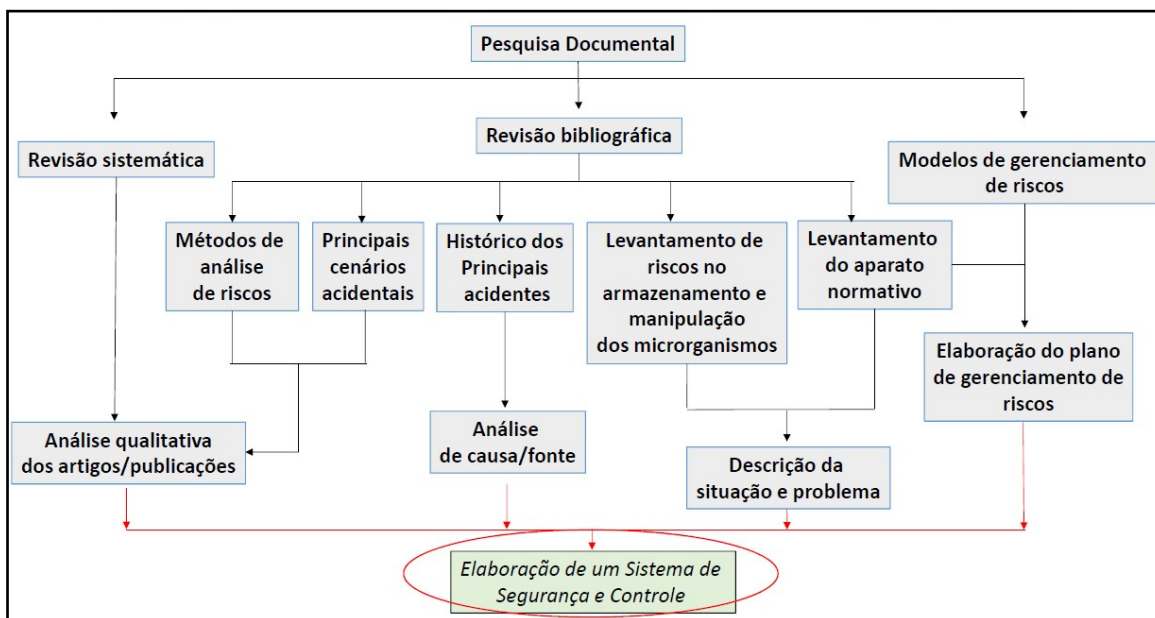 Pesquisa Documental
Revisão bibliográfica
Revisão sistemática
Modelos de gerenciamento
de riscos
Métodos de
análise
de riscos
Principais
cenários
acidentais
Histórico dos
Principais
acidentes
Levantamento de
riscos no
armazenamento e
manipulação
dos microrganismos
Levantamento
do aparato
normativo
Elaboração do plano
de gerenciamento de
riscos
Análise qualitativa
dos artigos/publicações
Análise
de causa/fonte
Descrição da
situação e problema
Elaboração de um Sistema de
Segurança e Controle